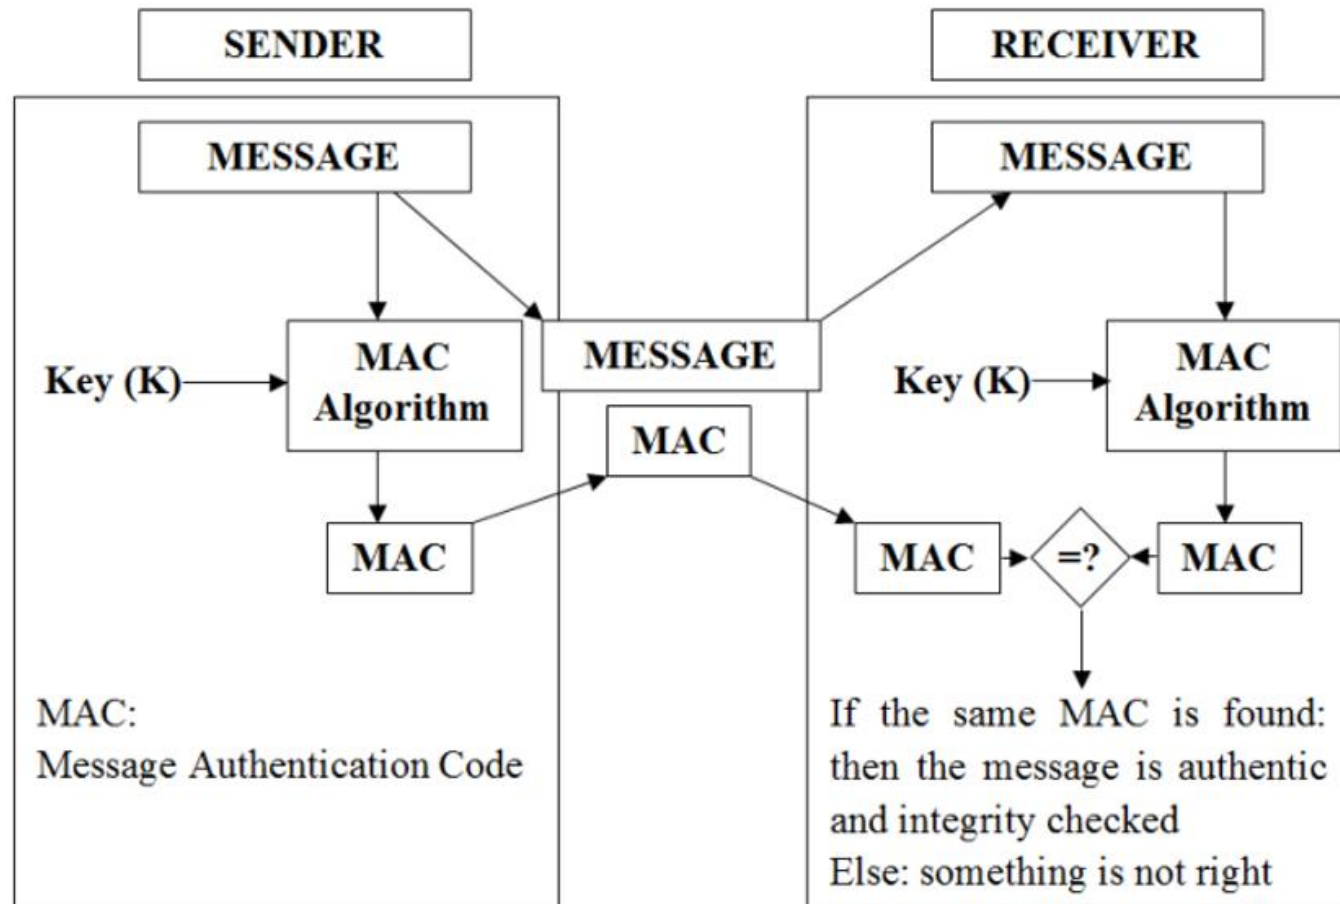 SENDER
RECEIVER
MESSAGE
MESSAGE
Key (K)
MAC
Algorithm
MESSAGE
Key (K)
MAC
Algorithm
MAC
MAC
MAC
=?
MAC
MAC:
Message Authentication Code
If the same MAC is found:
then the message is authentic
and integrity checked
Else: something is not right